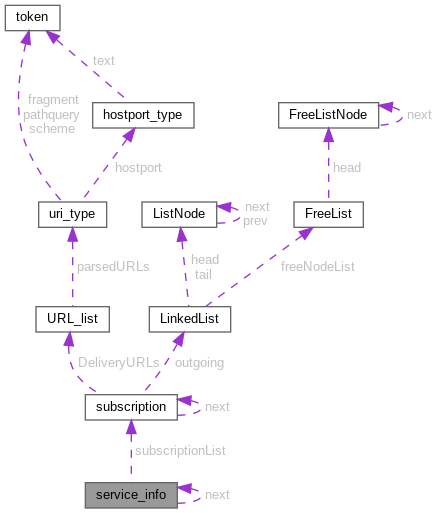 token
text
fragment
pathquery
scheme
hostport_type
FreeListNode
next
hostport
head
uri_type
ListNode
next
prev
FreeList
parsedURLs
head
tail
freeNodeList
URL_list
LinkedList
DeliveryURLs
outgoing
subscription
next
subscriptionList
service_info
next